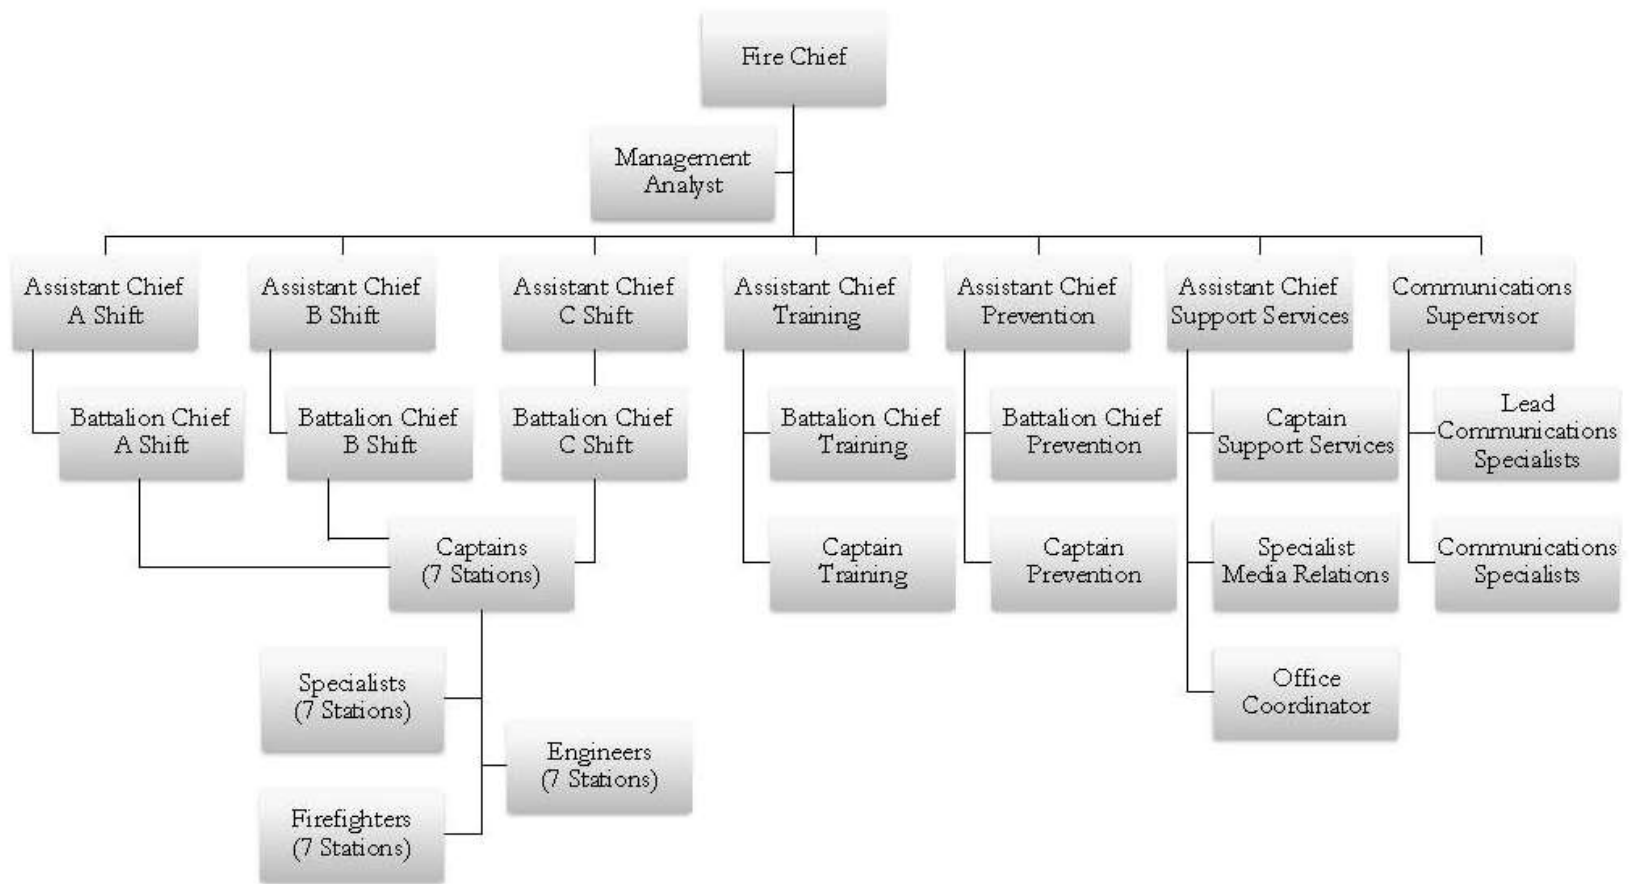 Fire Chief
Management
Analyst
Assistant Chief
A Shift
Assistant Chief
B Shift
Assistant Chief
C Shift
Assistant Chief
Training
Assistant Chief
Prevention
Assistant Chief
Support Services
Communications
Supervisor
Battalion Chief
A Shift
Battalion Chief
B Shift
Battalion Chief
C Shift
Battalion Chief
Training
Battalion Chief
Prevention
Captain
Support Services
Lead
Communications
Specialists
Captains
(7 Stations)
Captain
Training
Captain
Prevention
Specialist
Media Relations
Communications
Specialists
Specialists
(7 Stations)
Office
Coordinator
Engineers
(7 Stations)
Firefighters
(7 Stations)